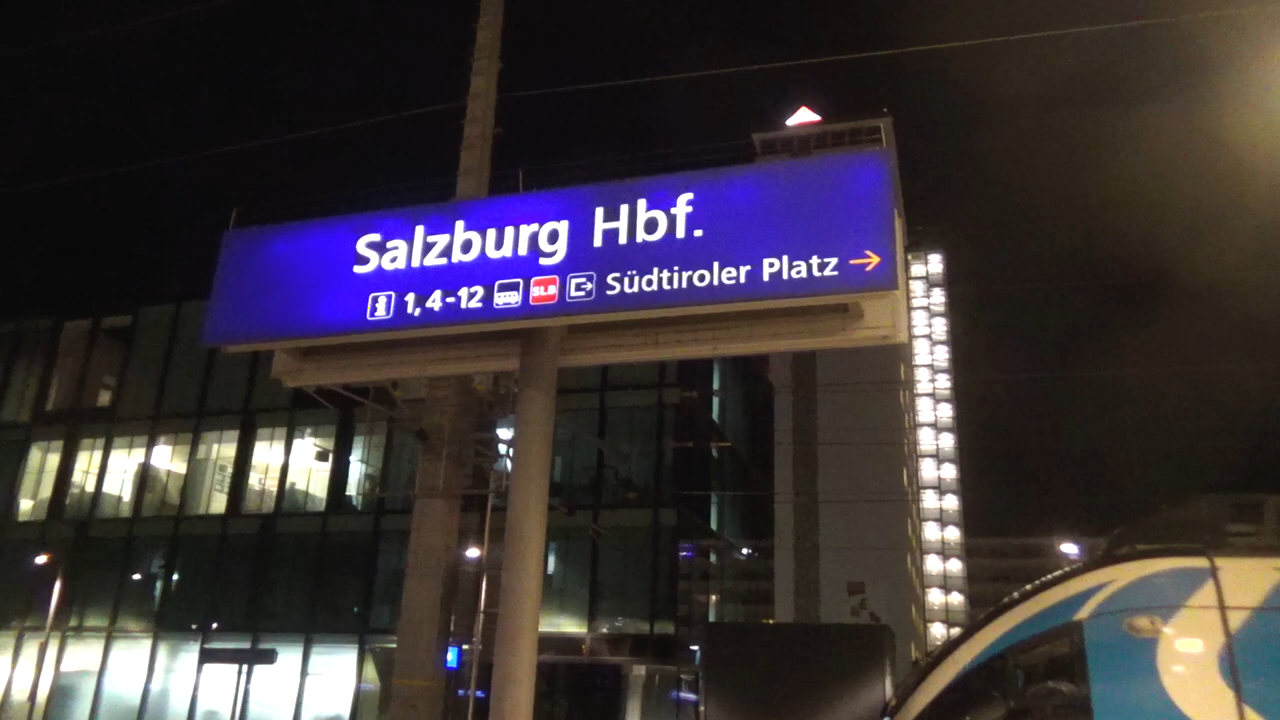 Salzburg Hbf.
i 1, 4-12 SLB Südtiroler Platz →